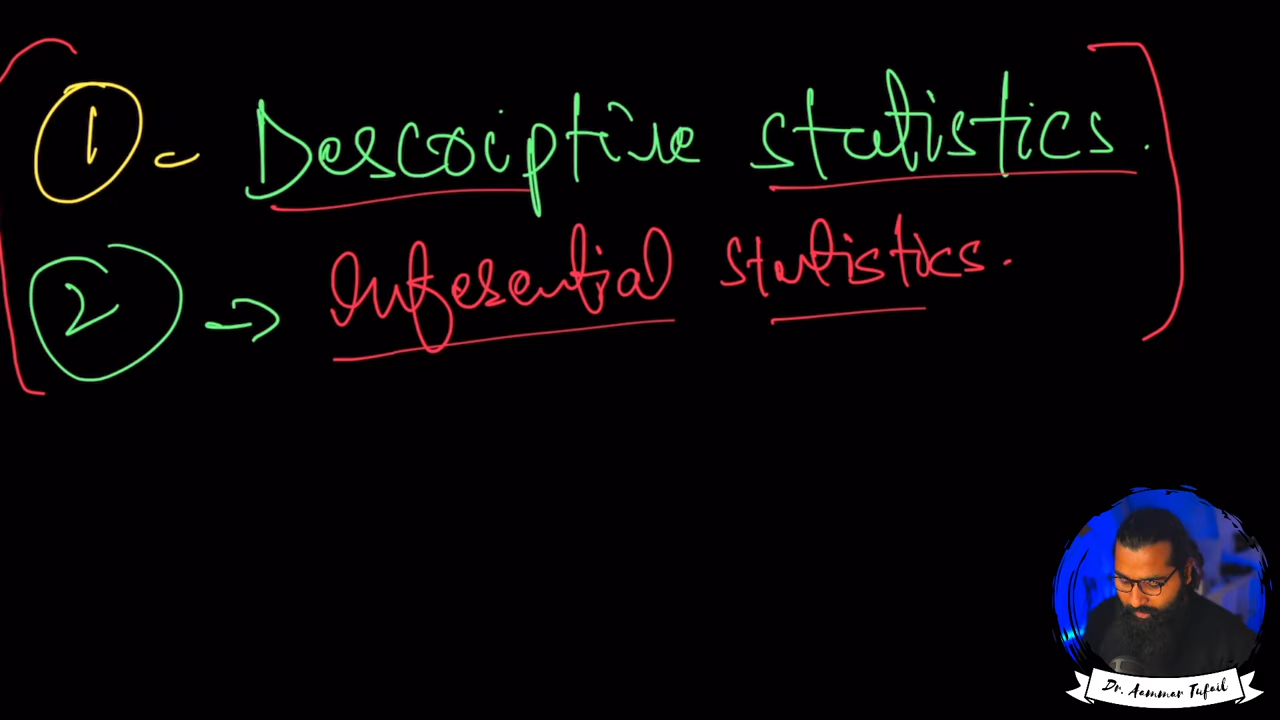 1 - Descriptive statistics.
2 → Inferential statistics.
Dr. Aammar Tufail